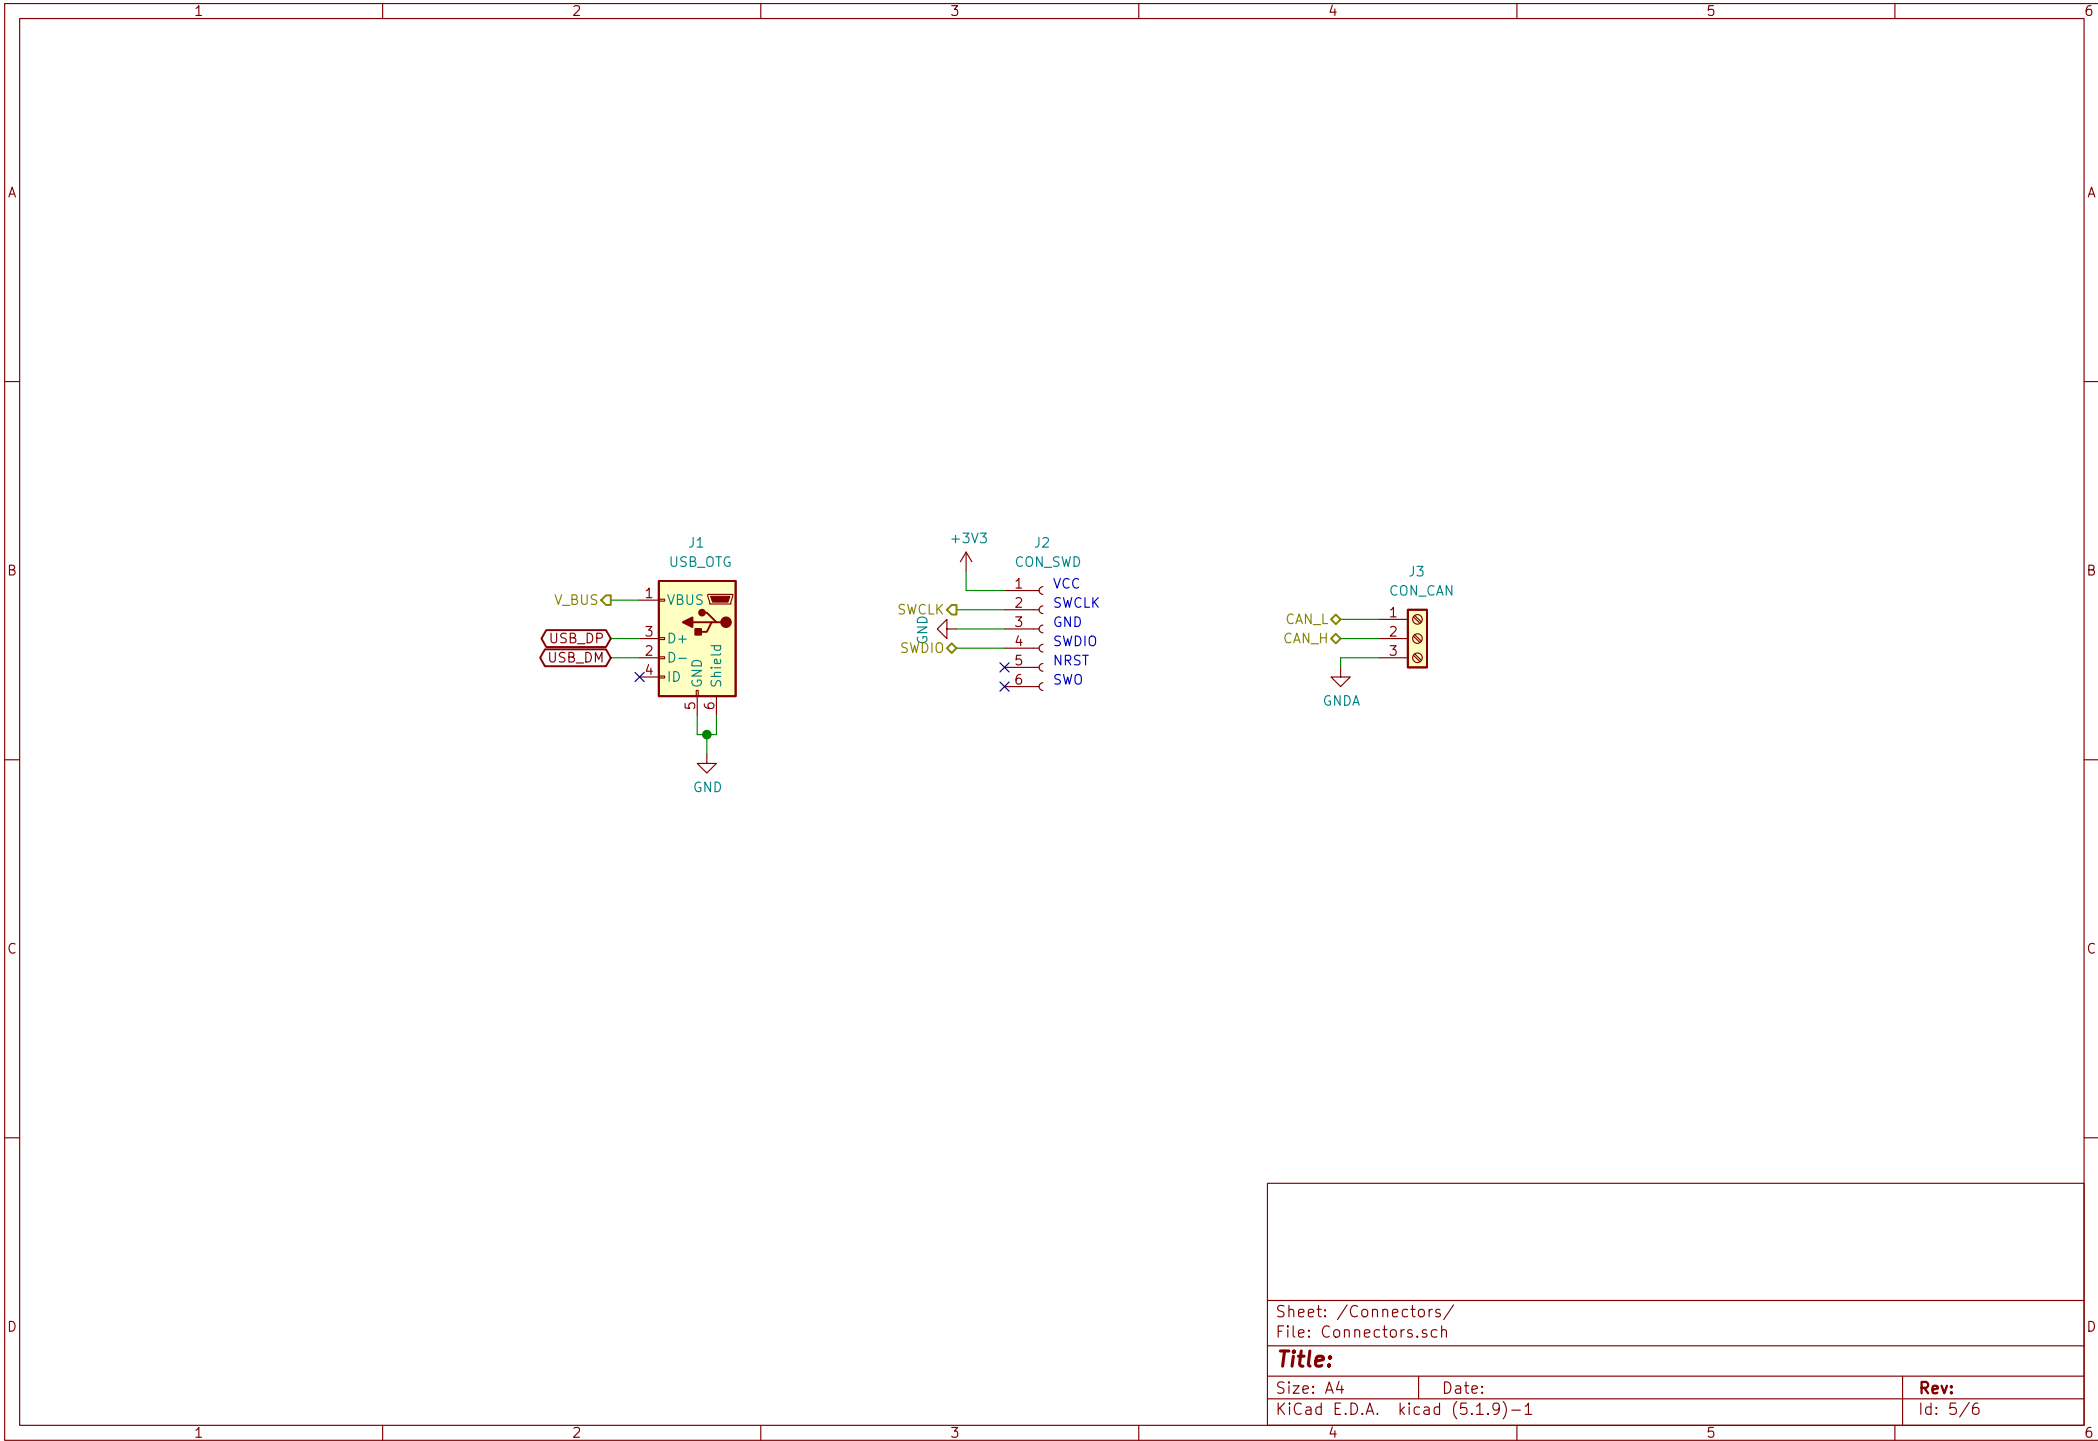 1 2 3 4 5 6
A A
B B
C C
D D
J1
USB_OTG
V_BUS 1 VBUS
USB_DP 3 D+
USB_DM 2 D-
4 ID
GND Shield
5 6
GND
+3V3
J2
CON_SWD
1 VCC
SWCLK 2 SWCLK
GND 3 GND
SWDIO 4 SWDIO
5 NRST
6 SWO
J3
CON_CAN
CAN_L 1
CAN_H 2
3
GNDA
Sheet: /Connectors/
File: Connectors.sch
Title:
Size: A4 Date: Rev:
KiCad E.D.A. kicad (5.1.9)-1 Id: 5/6
1 2 3 4 5 6